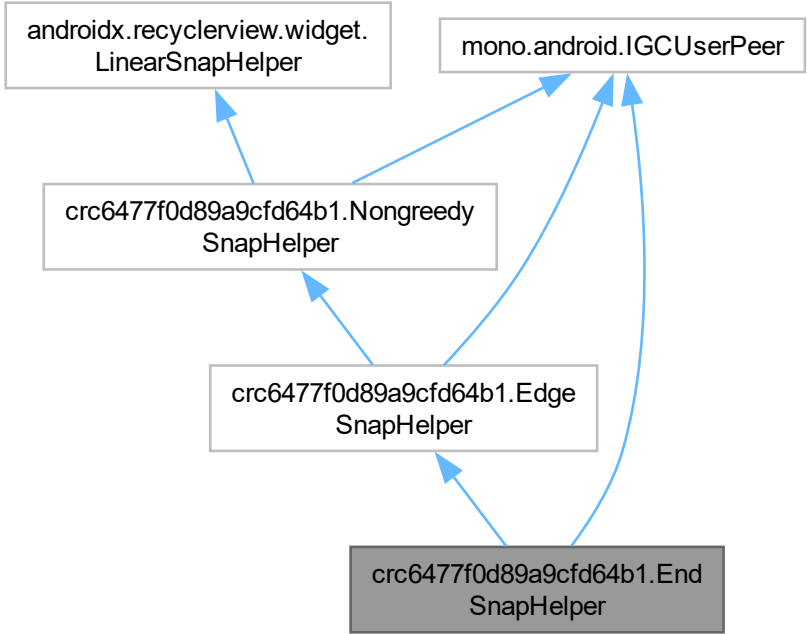 androidx.recyclerview.widget.
LinearSnapHelper
mono.android.IGCUserPeer
crc6477f0d89a9cfd64b1.Nongreedy
SnapHelper
crc6477f0d89a9cfd64b1.Edge
SnapHelper
crc6477f0d89a9cfd64b1.End
SnapHelper